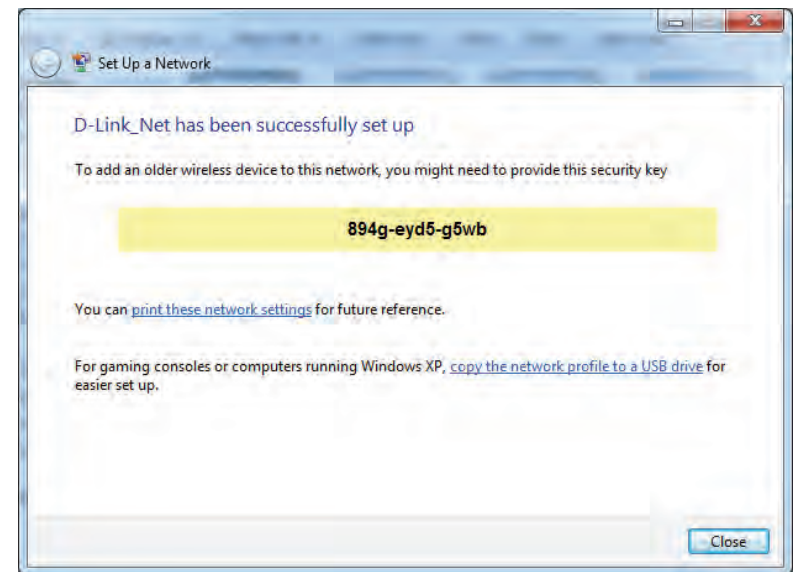 Set Up a Network
D-Link_Net has been successfully set up
To add an older wireless device to this network, you might need to provide this security key
894g-eyd5-g5wb
You can print these network settings for future reference.
For gaming consoles or computers running Windows XP, copy the network profile to a USB drive for
easier set up.
Close